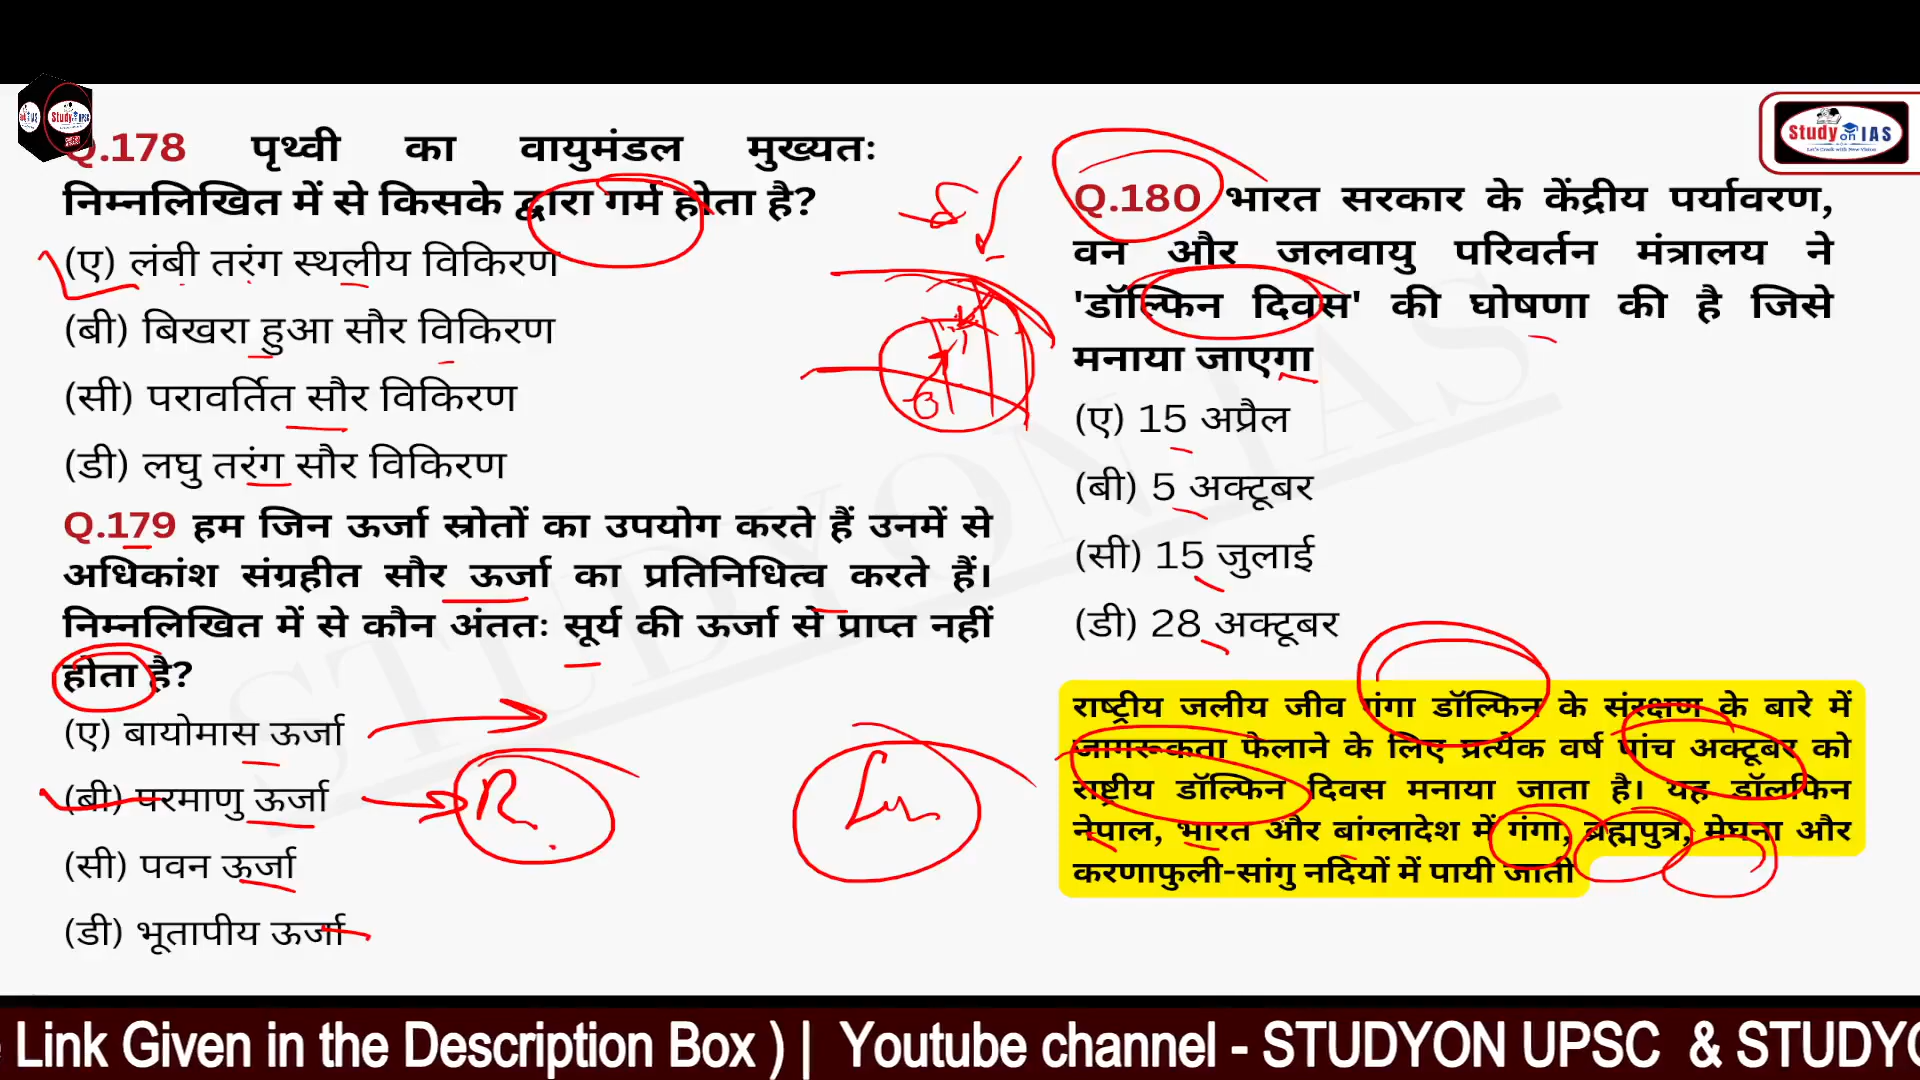 Q.178 पृथ्वी का वायुमंडल मुख्यतः
निम्नलिखित में से किसके द्वारा गर्म होता है?
(ए) लंबी तरंग स्थलीय विकिरण
(बी) बिखरा हुआ सौर विकिरण
(सी) परावर्तित सौर विकिरण
(डी) लघु तरंग सौर विकिरण
Q.179 हम जिन ऊर्जा स्रोतों का उपयोग करते हैं उनमें से
अधिकांश संग्रहीत सौर ऊर्जा का प्रतिनिधित्व करते हैं।
निम्नलिखित में से कौन अंततः सूर्य की ऊर्जा से प्राप्त नहीं
होता है?
(ए) बायोमास ऊर्जा
(बी) परमाणु ऊर्जा
(सी) पवन ऊर्जा
(डी) भूतापीय ऊर्जा
R
Study on IAS
Q.180 भारत सरकार के केंद्रीय पर्यावरण,
वन और जलवायु परिवर्तन मंत्रालय ने
'डॉल्फिन दिवस' की घोषणा की है जिसे
मनाया जाएगा
(ए) 15 अप्रैल
(बी) 5 अक्टूबर
(सी) 15 जुलाई
(डी) 28 अक्टूबर
राष्ट्रीय जलीय जीव गंगा डॉल्फिन के संरक्षण के बारे में
जागरूकता फैलाने के लिए प्रत्येक वर्ष पांच अक्टूबर को
राष्ट्रीय डॉल्फिन दिवस मनाया जाता है। यह डॉलफिन
नेपाल, भारत और बांग्लादेश में गंगा, ब्रह्मपुत्र, मेघना और
करणाफुली-सांगु नदियों में पायी जाती
STUDYON IAS
Link Given in the Description Box ) | Youtube channel - STUDYON UPSC & STUDYO